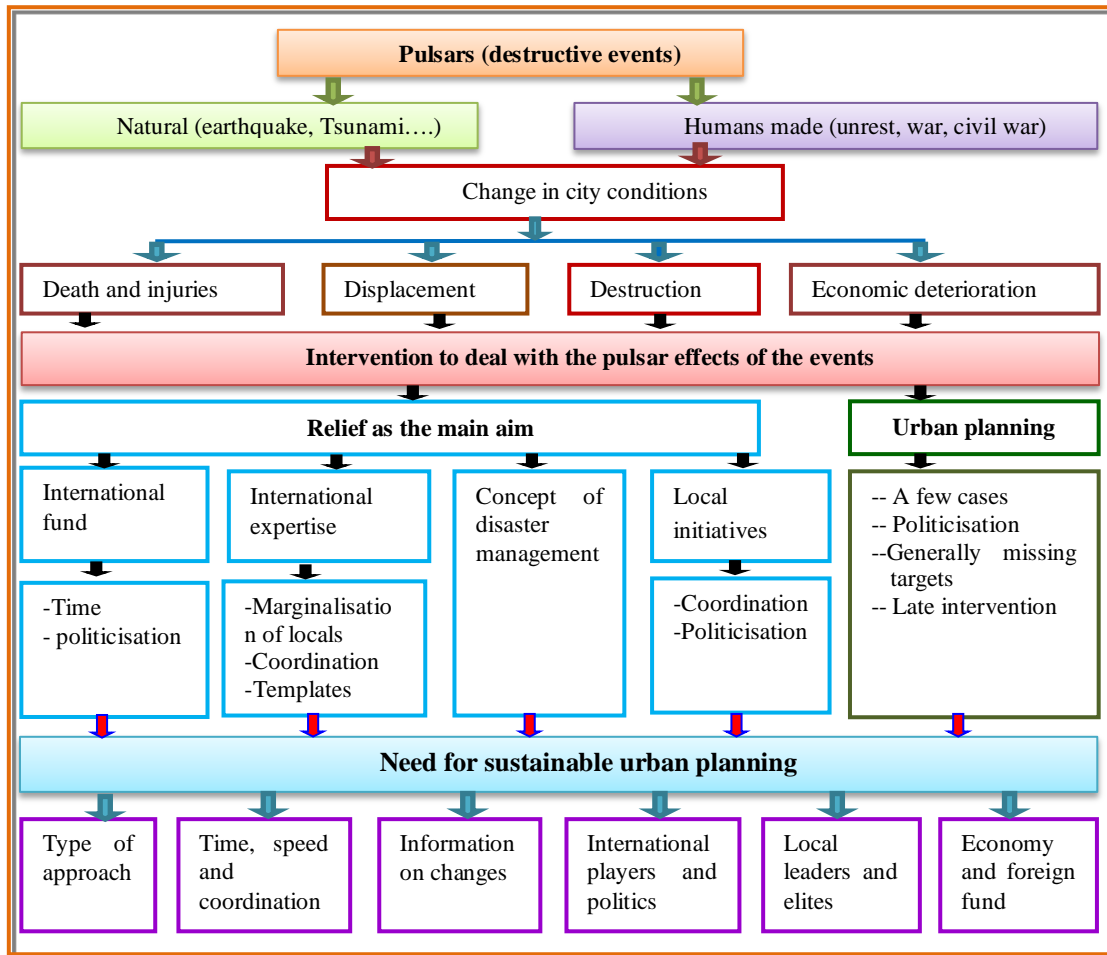 Pulsars (destructive events)
Natural (earthquake, Tsunami….)
Humans made (unrest, war, civil war)
Change in city conditions
Death and injuries
Displacement
Destruction
Economic deterioration
Intervention to deal with the pulsar effects of the events
Relief as the main aim
Urban planning
International
fund
International
expertise
Concept of
disaster
management
Local
initiatives
-- A few cases
-- Politicisation
--Generally missing
targets
-- Late intervention
-Time
- politicisation
-Marginalisatio
n of locals
-Coordination
-Templates
-Coordination
-Politicisation
Need for sustainable urban planning
Type of
approach
Time, speed
and
coordination
Information
on changes
International
players and
politics
Local
leaders and
elites
Economy
and foreign
fund